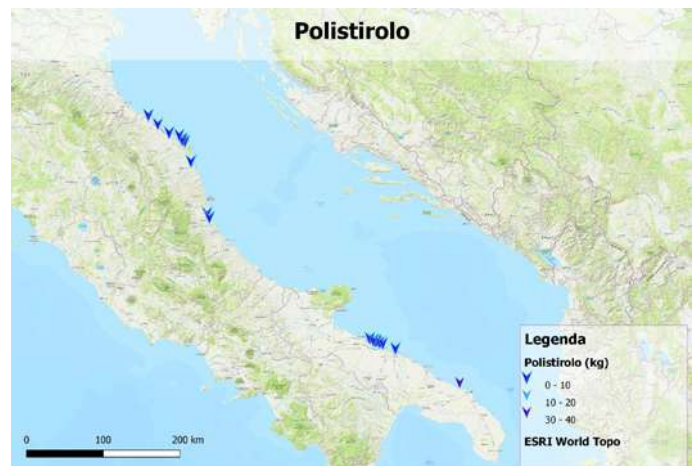 Polistirolo
Legenda
Polistirolo (kg)
0 - 10
10 - 20
30 - 40
ESRI World Topo
0 100 200 km